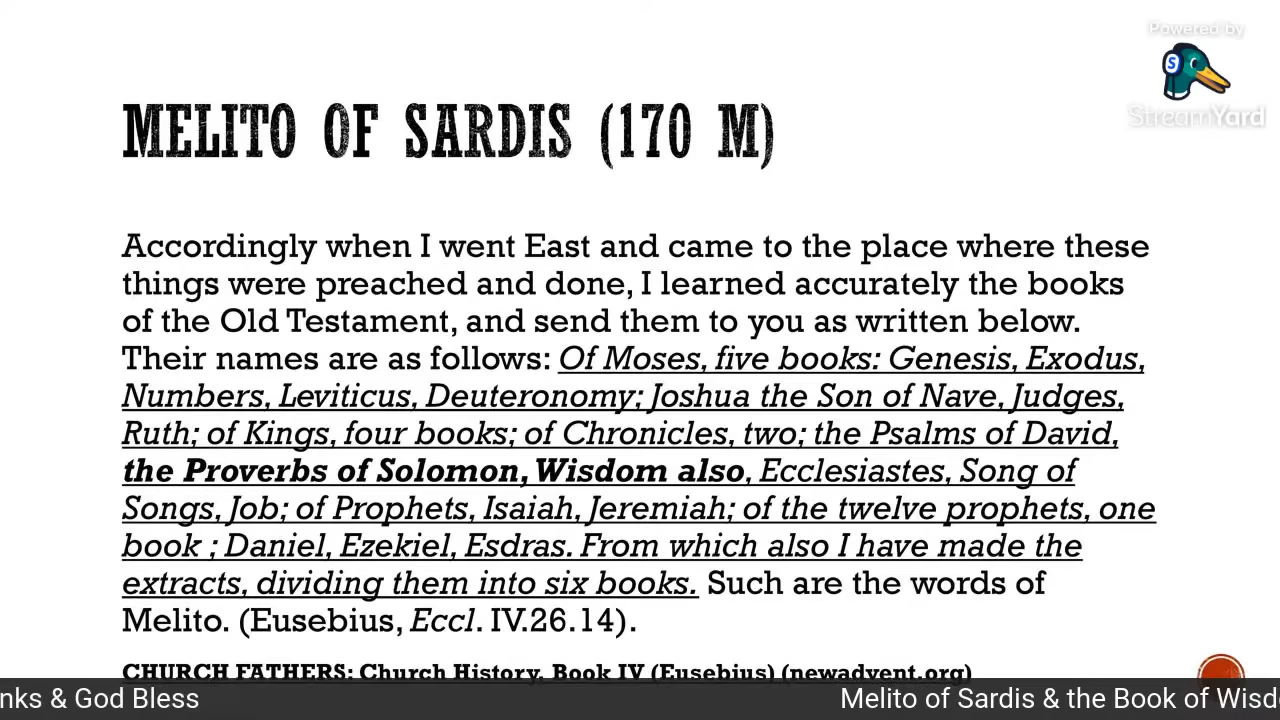 Powered by
S
StreamYard
MELITO OF SARDIS (170 M)
Accordingly when I went East and came to the place where these
things were preached and done, I learned accurately the books
of the Old Testament, and send them to you as written below.
Their names are as follows: Of Moses, five books: Genesis, Exodus,
Numbers, Leviticus, Deuteronomy; Joshua the Son of Nave, Judges,
Ruth; of Kings, four books; of Chronicles, two; the Psalms of David,
the Proverbs of Solomon, Wisdom also, Ecclesiastes, Song of
Songs, Job; of Prophets, Isaiah, Jeremiah; of the twelve prophets, one
book ; Daniel, Ezekiel, Esdras. From which also I have made the
extracts, dividing them into six books. Such are the words of
Melito. (Eusebius, Eccl. IV.26.14).
CHURCH FATHERS: Church History, Book IV (Eusebius) (newadvent.org)
nks & God Bless
Melito of Sardis & the Book of Wisd